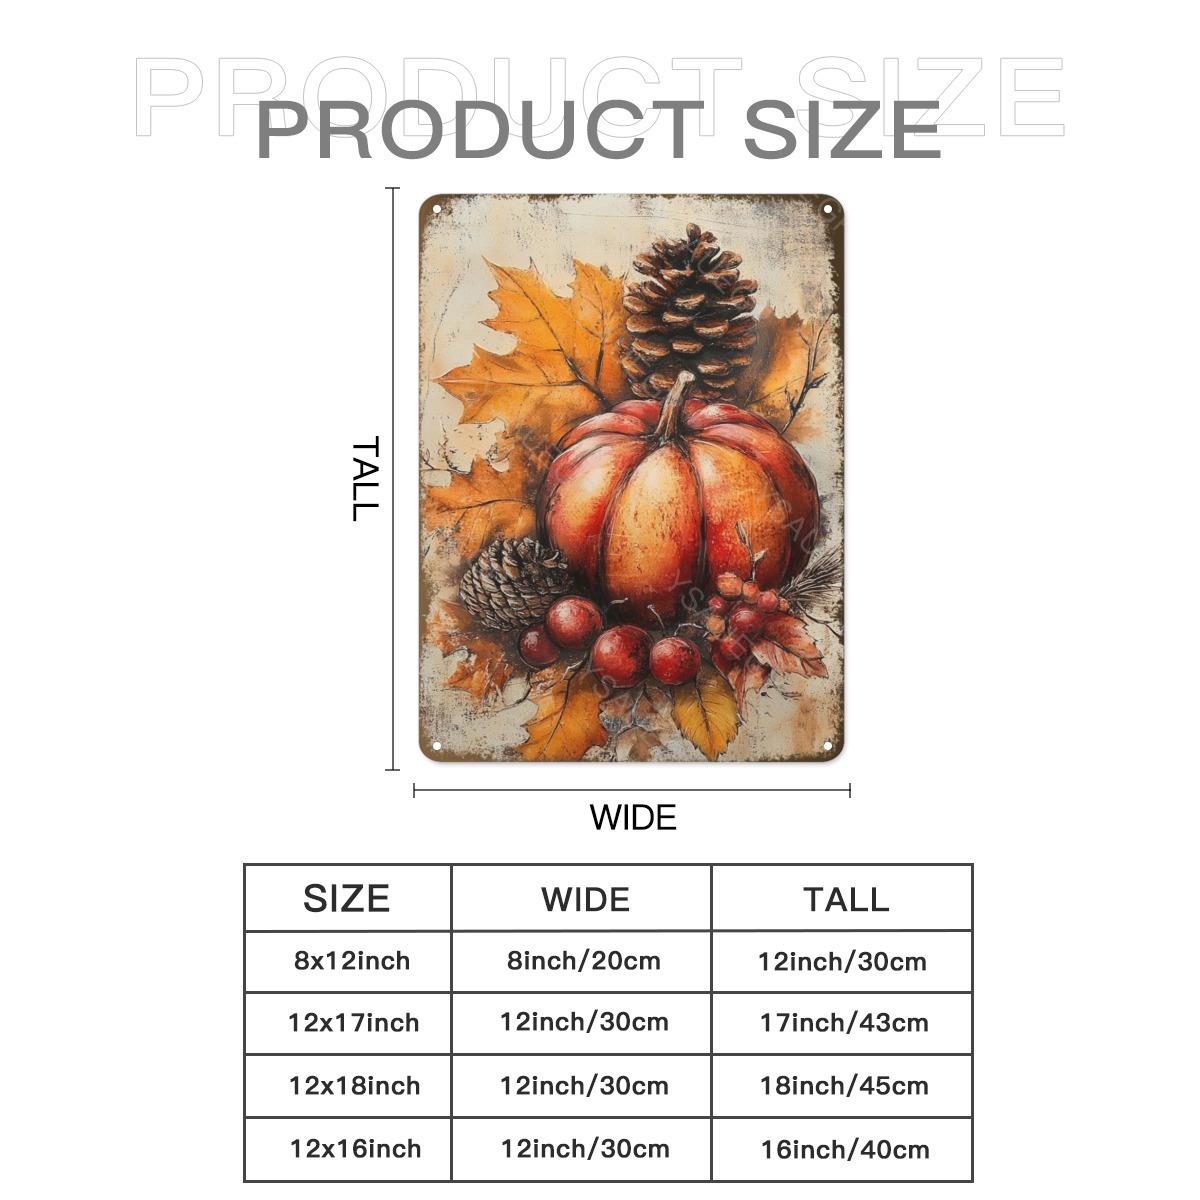 PRODUCT SIZE
PRODUCT SIZE
TALL
WIDE
SIZE WIDE TALL
8x12inch 8inch/20cm 12inch/30cm
12x17inch 12inch/30cm 17inch/43cm
12x18inch 12inch/30cm 18inch/45cm
12x16inch 12inch/30cm 16inch/40cm